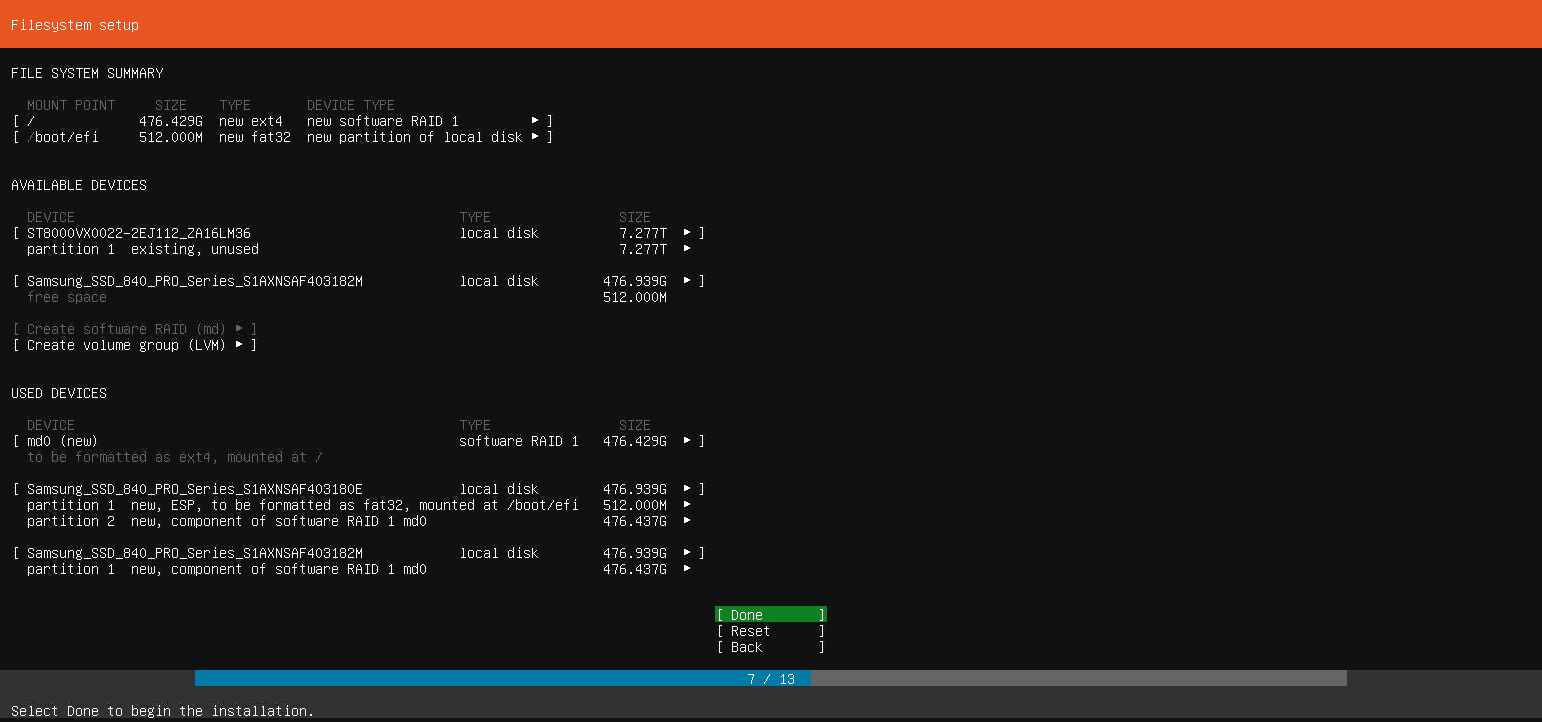 Filesystem setup
FILE SYSTEM SUMMARY
MOUNT POINT SIZE TYPE DEVICE TYPE
[ / 476.429G new ext4 new software RAID 1 ▸ ]
[ /boot/efi 512.000M new fat32 new partition of local disk ▸ ]
AVAILABLE DEVICES
DEVICE TYPE SIZE
[ ST8000VX0022-2EJ112_ZA16LM36 local disk 7.277T ▸ ]
partition 1 existing, unused 7.277T ▸
[ Samsung_SSD_840_PRO_Series_S1AXNSAF403182M local disk 476.939G ▸ ]
free space 512.000M
[ Create software RAID (md) ▸ ]
[ Create volume group (LVM) ▸ ]
USED DEVICES
DEVICE TYPE SIZE
[ md0 (new) software RAID 1 476.429G ▸ ]
to be formatted as ext4, mounted at /
[ Samsung_SSD_840_PRO_Series_S1AXNSAF403180E local disk 476.939G ▸ ]
partition 1 new, ESP, to be formatted as fat32, mounted at /boot/efi 512.000M ▸
partition 2 new, component of software RAID 1 md0 476.437G ▸
[ Samsung_SSD_840_PRO_Series_S1AXNSAF403182M local disk 476.939G ▸ ]
partition 1 new, component of software RAID 1 md0 476.437G ▸
[ Done ]
[ Reset ]
[ Back ]
7 / 13
Select Done to begin the installation.